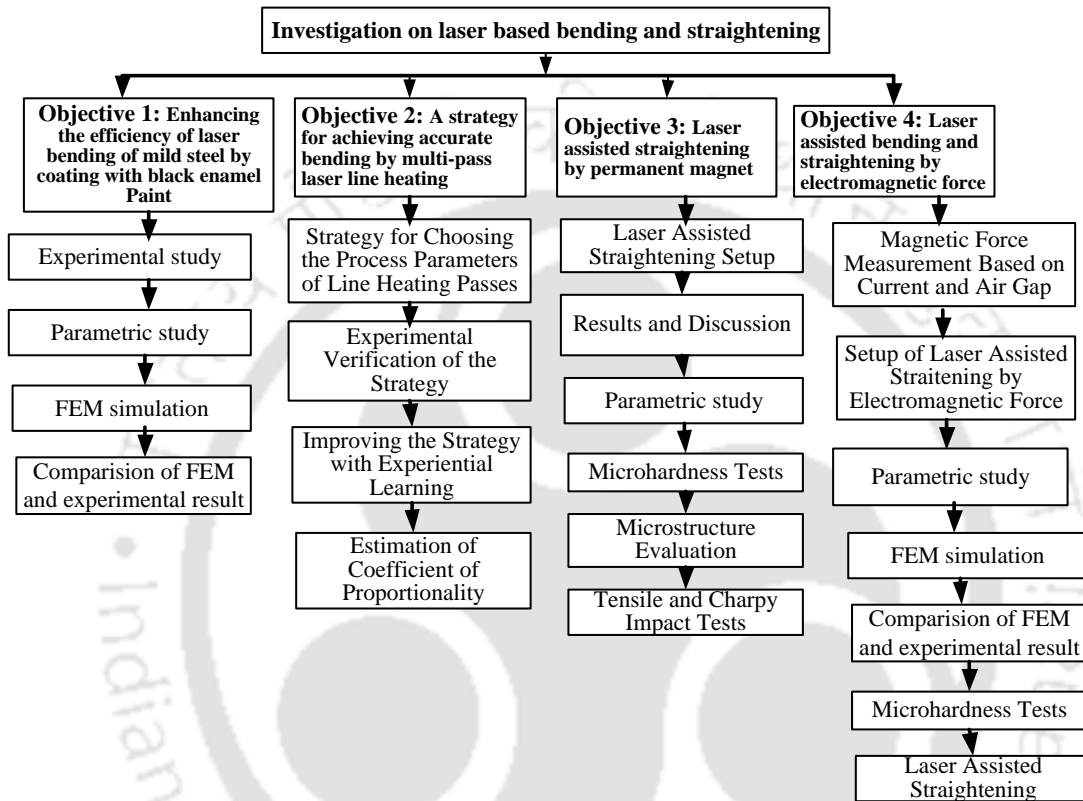 Investigation on laser based bending and straightening
Objective 1: Enhancing
the efficiency of laser
bending of mild steel by
coating with black enamel
Paint
Experimental study
Parametric study
FEM simulation
Comparision of FEM
and experimental result
Objective 2: A strategy
for achieving accurate
bending by multi-pass
laser line heating
Strategy for Choosing
the Process Parameters
of Line Heating Passes
Experimental
Verification of the
Strategy
Improving the Strategy
with Experiential
Learning
Estimation of
Coefficient of
Proportionality
Objective 3: Laser
assisted straightening
by permanent magnet
Laser Assisted
Straightening Setup
Results and Discussion
Parametric study
Microhardness Tests
Microstructure
Evaluation
Tensile and Charpy
Impact Tests
Objective 4: Laser
assisted bending and
straightening by
electromagnetic force
Magnetic Force
Measurement Based on
Current and Air Gap
Setup of Laser Assisted
Straitening by
Electromagnetic Force
Parametric study
FEM simulation
Comparision of FEM
and experimental result
Microhardness Tests
Laser Assisted
Straightening
Indian